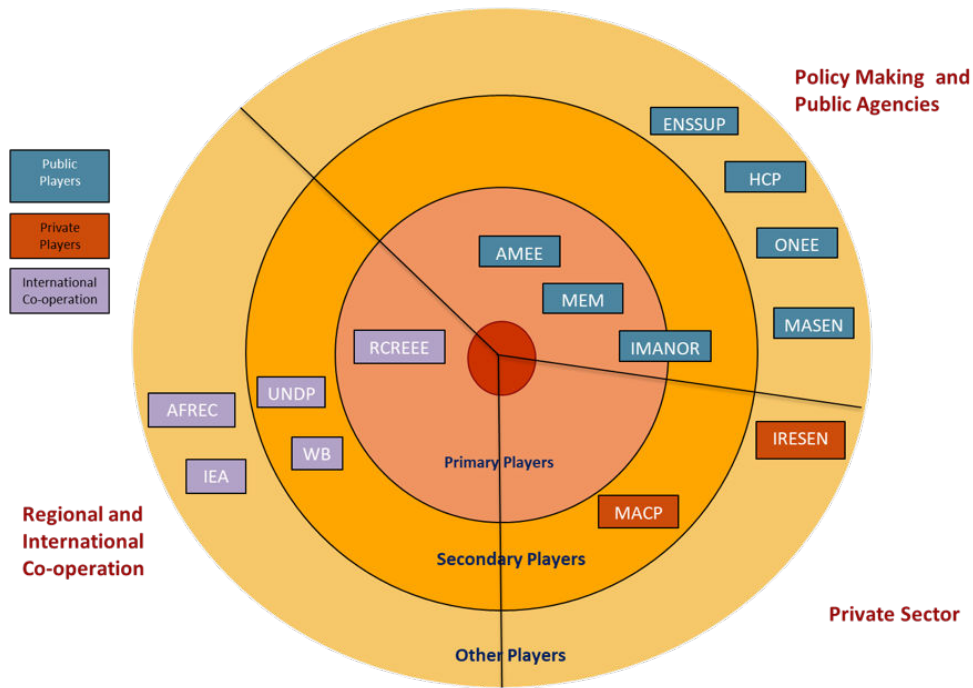 Policy Making and
Public Agencies
ENSSUP
Public
Players
HCP
Private
Players
AMEE
ONEE
International
Co-operation
MEM
MASEN
RCREEE
IMANOR
UNDP
AFREC
IRESEN
WB
Primary Players
IEA
MACP
Regional and
International
Co-operation
Secondary Players
Private Sector
Other Players